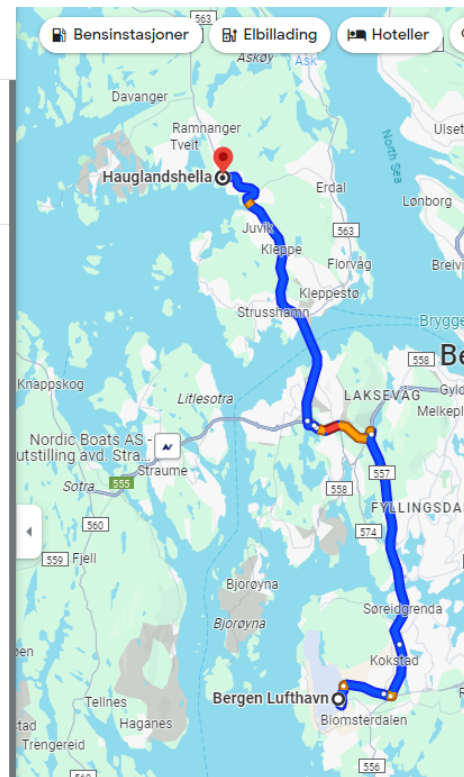 Bensinstasjoner
Elbillading
Hoteller
563
Askøy
Ask
Davanger
Ramnanger
Tveit
North Sea
Ulset
Hauglandshella
Erdal
Lønborg
Juvik
563
Kleppe
Florvåg
Breivi
Kleppestø
Strusshamn
Brygge
558
Be
Knappskog
LAKSEVÅG
Gyld
Litlesotra
Melkepl
Nordic Boats AS -
utstilling avd. Stra...
Straume
557
Sotra
555
558
FYLLINGSDA
560
574
559
Fjell
Bjorøyna
Søreidgrenda
Bjorøyna
Kokstad
Bergen Lufthavn
Tellnes
Blomsterdalen
Haganes
stad
Trengereid
556